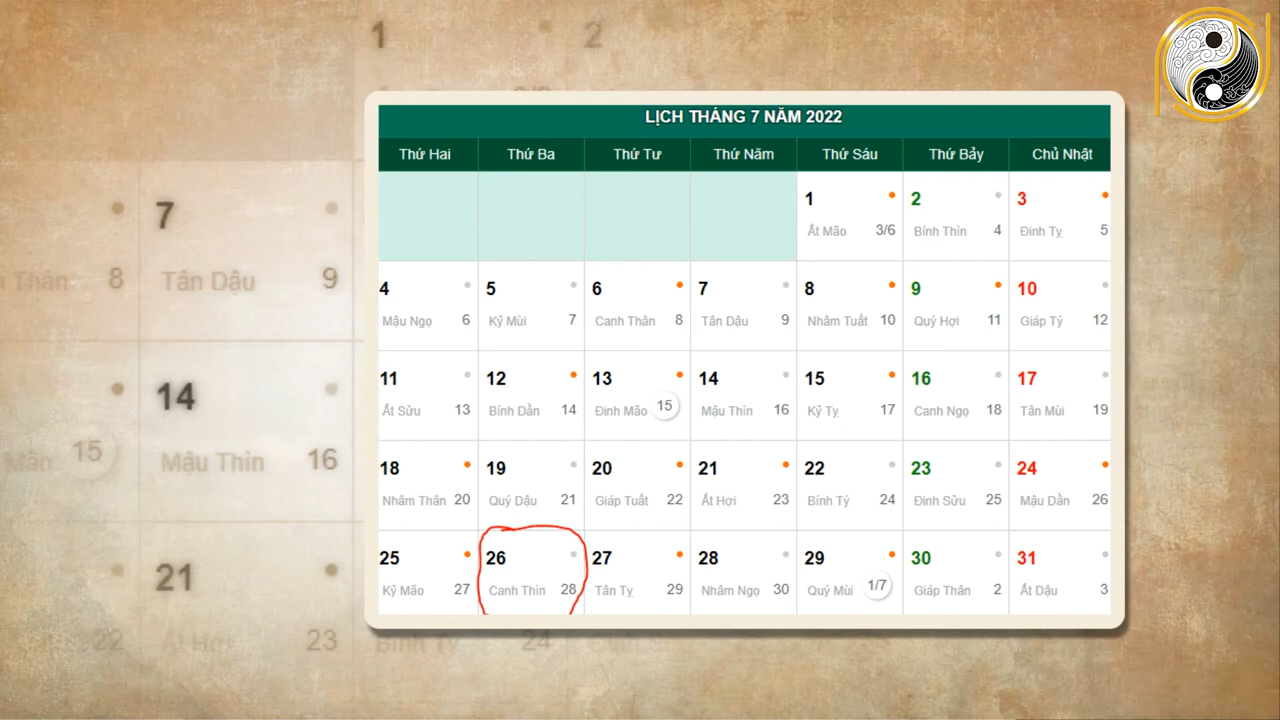 1 2
LỊCH THÁNG 7 NĂM 2022
Thứ Hai Thứ Ba Thứ Tư Thứ Năm Thứ Sáu Thứ Bảy Chủ Nhật
1 2 3
Ất Mão 3/6 Bính Thìn 4 Đinh Tỵ 5
7
Thân 8 Tân Dậu 9
4 5 6 7 8 9 10
Mậu Ngọ 6 Kỷ Mùi 7 Canh Thân 8 Tân Dậu 9 Nhâm Tuất 10 Quý Hợi 11 Giáp Tý 12
14
15 Mậu Thìn 16
11 12 13 14 15 16 17
Ất Sửu 13 Bính Dần 14 Đinh Mão 15 Mậu Thìn 16 Kỷ Tỵ 17 Canh Ngọ 18 Tân Mùi 19
18 19 20 21 22 23 24
Nhâm Thân 20 Quý Dậu 21 Giáp Tuất 22 Ất Hợi 23 Bính Tý 24 Đinh Sửu 25 Mậu Dần 26
21
22 Ất Hợi 23 Bính Tý 24 Đinh Sửu
25 26 27 28 29 30 31
Kỷ Mão 27 Canh Thìn 28 Tân Tỵ 29 Nhâm Ngọ 30 Quý Mùi 1/7 Giáp Thân 2 Ất Dậu 3